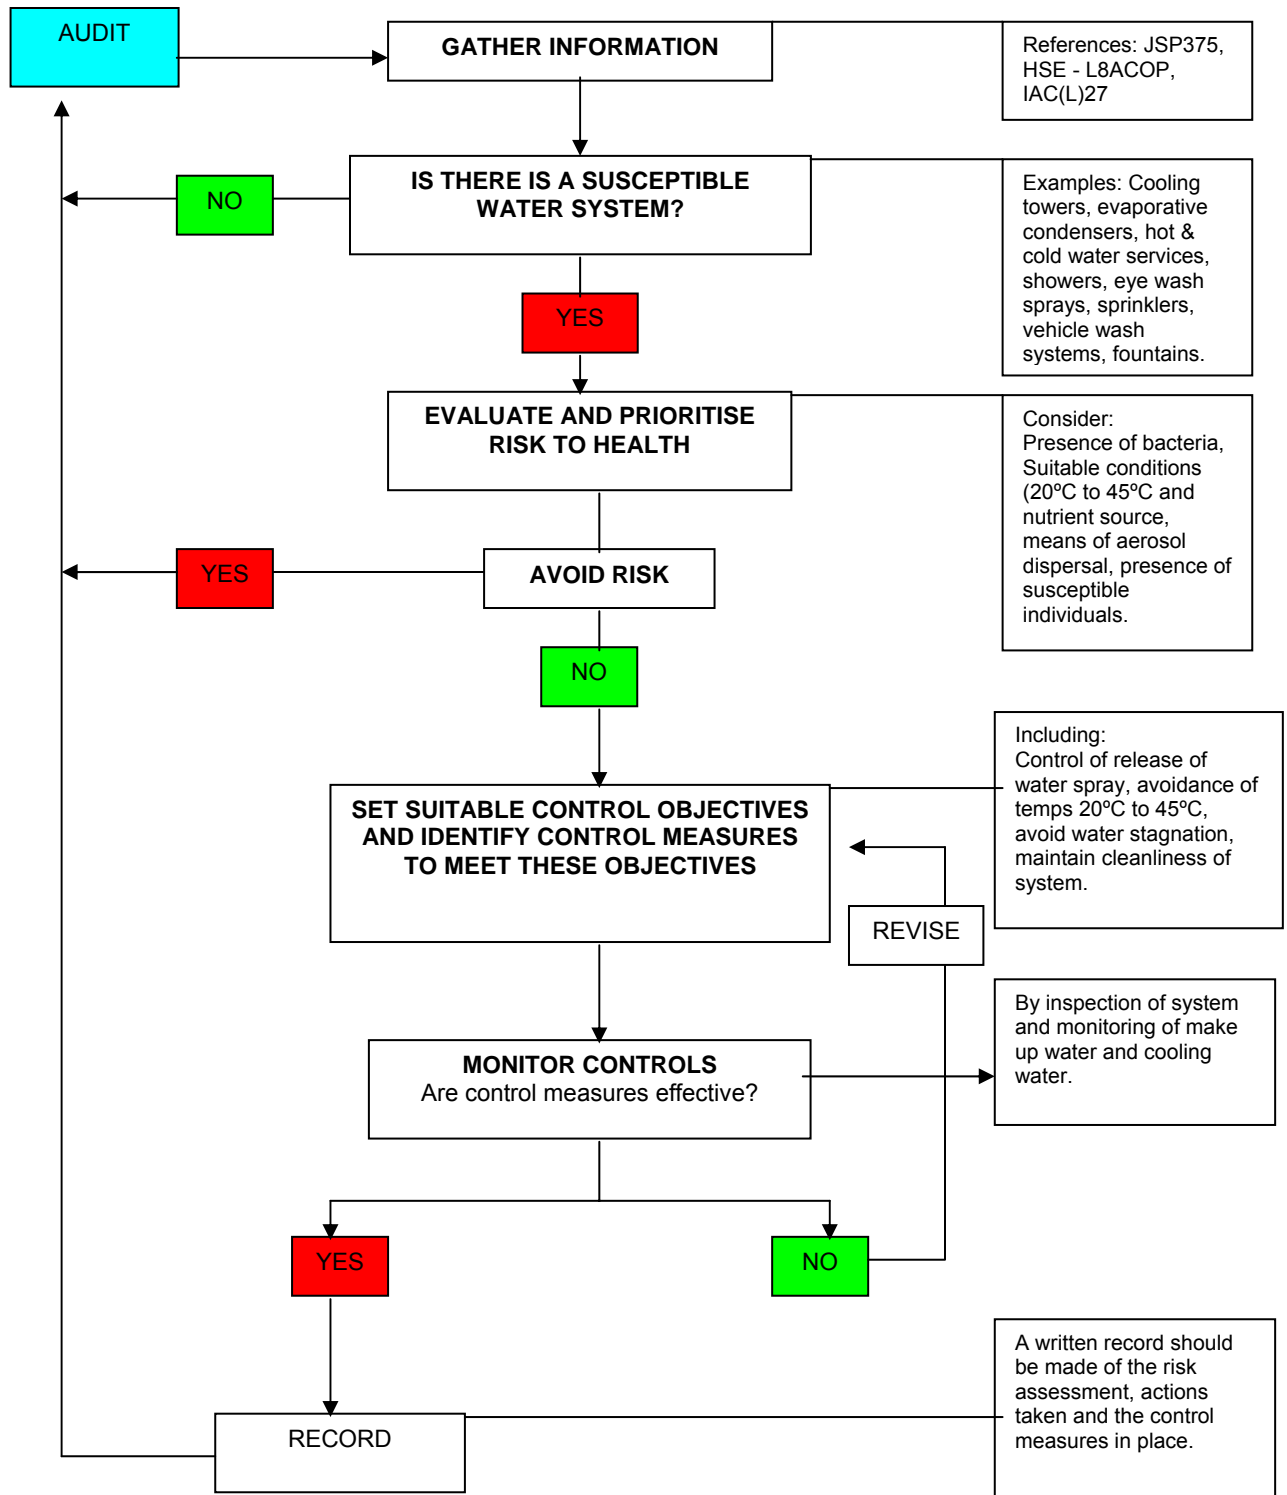 AUDIT
GATHER INFORMATION
References: JSP375,
HSE - L8ACOP,
IAC(L)27
IS THERE IS A SUSCEPTIBLE
WATER SYSTEM?
NO
Examples: Cooling
towers, evaporative
condensers, hot &
cold water services,
showers, eye wash
sprays, sprinklers,
vehicle wash
systems, fountains.
YES
EVALUATE AND PRIORITISE
RISK TO HEALTH
Consider:
Presence of bacteria,
Suitable conditions
(20ºC to 45ºC and
nutrient source,
means of aerosol
dispersal, presence of
susceptible
individuals.
YES
AVOID RISK
NO
SET SUITABLE CONTROL OBJECTIVES
AND IDENTIFY CONTROL MEASURES
TO MEET THESE OBJECTIVES
Including:
Control of release of
water spray, avoidance of
temps 20ºC to 45ºC,
avoid water stagnation,
maintain cleanliness of
system.
REVISE
MONITOR CONTROLS
Are control measures effective?
By inspection of system
and monitoring of make
up water and cooling
water.
YES
NO
RECORD
A written record should
be made of the risk
assessment, actions
taken and the control
measures in place.